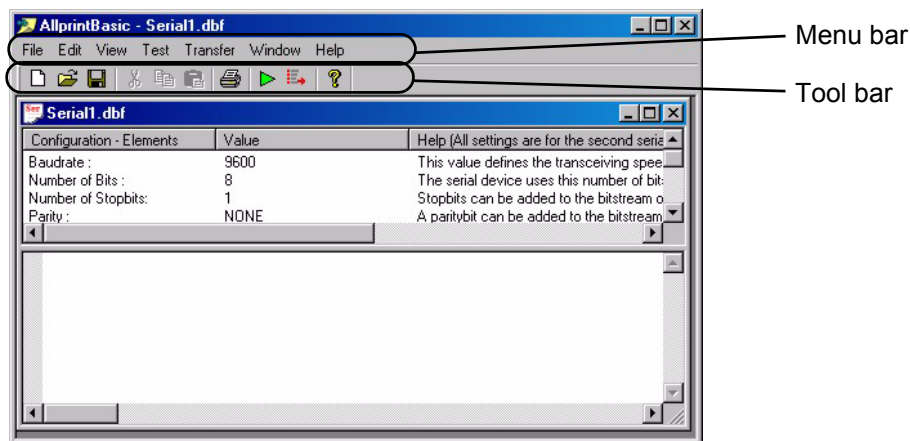 AllprintBasic - Serial1.dbf
File Edit View Test Transfer Window Help
Menu bar
Tool bar
Ser Serial1.dbf
Configuration - Elements Value Help (All settings are for the second seria
Baudrate : 9600 This value defines the transceiving spee
Number of Bits : 8 The serial device uses this number of bit
Number of Stopbits: 1 Stopbits can be added to the bitstream o
Parity : NONE A paritybit can be added to the bitstream